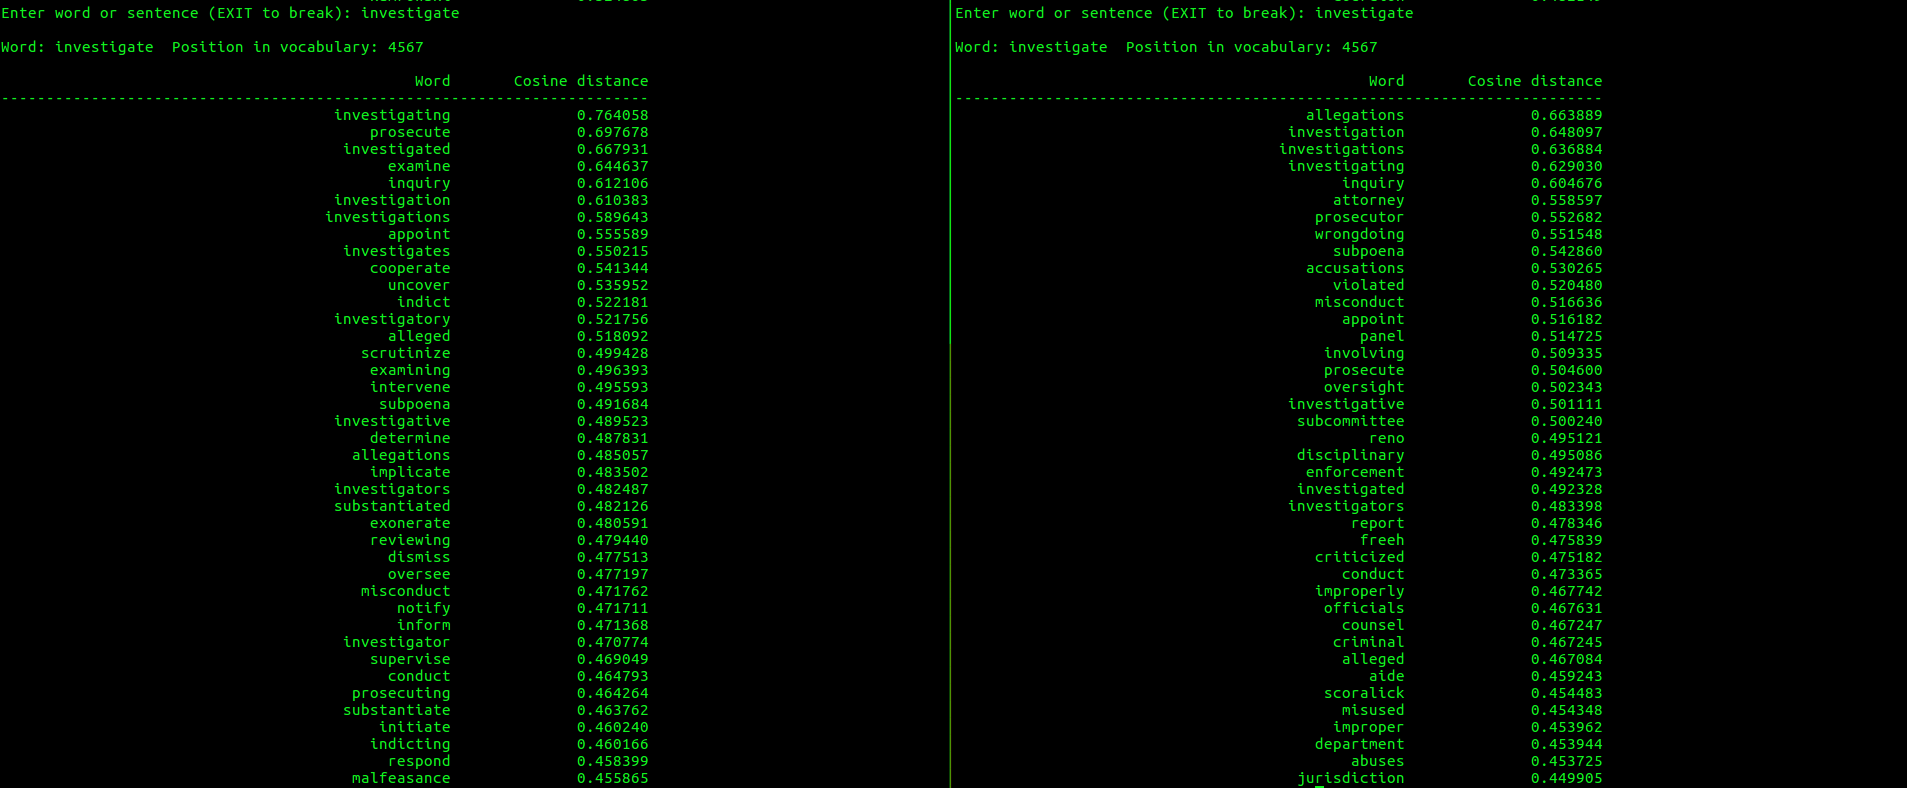 Enter word or sentence (EXIT to break): investigate
Word: investigate  Position in vocabulary: 4567
Word Cosine distance
------------------------------------------------------------------------
investigating 0.764058
prosecute 0.697678
investigated 0.667931
examine 0.644637
inquiry 0.612106
investigation 0.610383
investigations 0.589643
appoint 0.555589
investigates 0.550215
cooperate 0.541344
uncover 0.535952
indict 0.522181
investigatory 0.521756
alleged 0.518092
scrutinize 0.499428
examining 0.496393
intervene 0.495593
subpoena 0.491684
investigative 0.489523
determine 0.487831
allegations 0.485057
implicate 0.483502
investigators 0.482487
substantiated 0.482126
exonerate 0.480591
reviewing 0.479440
dismiss 0.477513
oversee 0.477197
misconduct 0.471762
notify 0.471711
inform 0.471368
investigator 0.470774
supervise 0.469049
conduct 0.464793
prosecuting 0.464264
substantiate 0.463762
initiate 0.460240
indicting 0.460166
respond 0.458399
malfeasance 0.455865
Enter word or sentence (EXIT to break): investigate
Word: investigate  Position in vocabulary: 4567
Word Cosine distance
------------------------------------------------------------------------
allegations 0.663889
investigation 0.648097
investigations 0.636884
investigating 0.629030
inquiry 0.604676
attorney 0.558597
prosecutor 0.552682
wrongdoing 0.551548
subpoena 0.542860
accusations 0.530265
violated 0.520480
misconduct 0.516636
appoint 0.516182
panel 0.514725
involving 0.509335
prosecute 0.504600
oversight 0.502343
investigative 0.501111
subcommittee 0.500240
reno 0.495121
disciplinary 0.495086
enforcement 0.492473
investigated 0.492328
investigators 0.483398
report 0.478346
freeh 0.475839
criticized 0.475182
conduct 0.473365
improperly 0.467742
officials 0.467631
counsel 0.467247
criminal 0.467245
alleged 0.467084
aide 0.459243
scoralick 0.454483
misused 0.454348
improper 0.453962
department 0.453944
abuses 0.453725
jurisdiction 0.449905